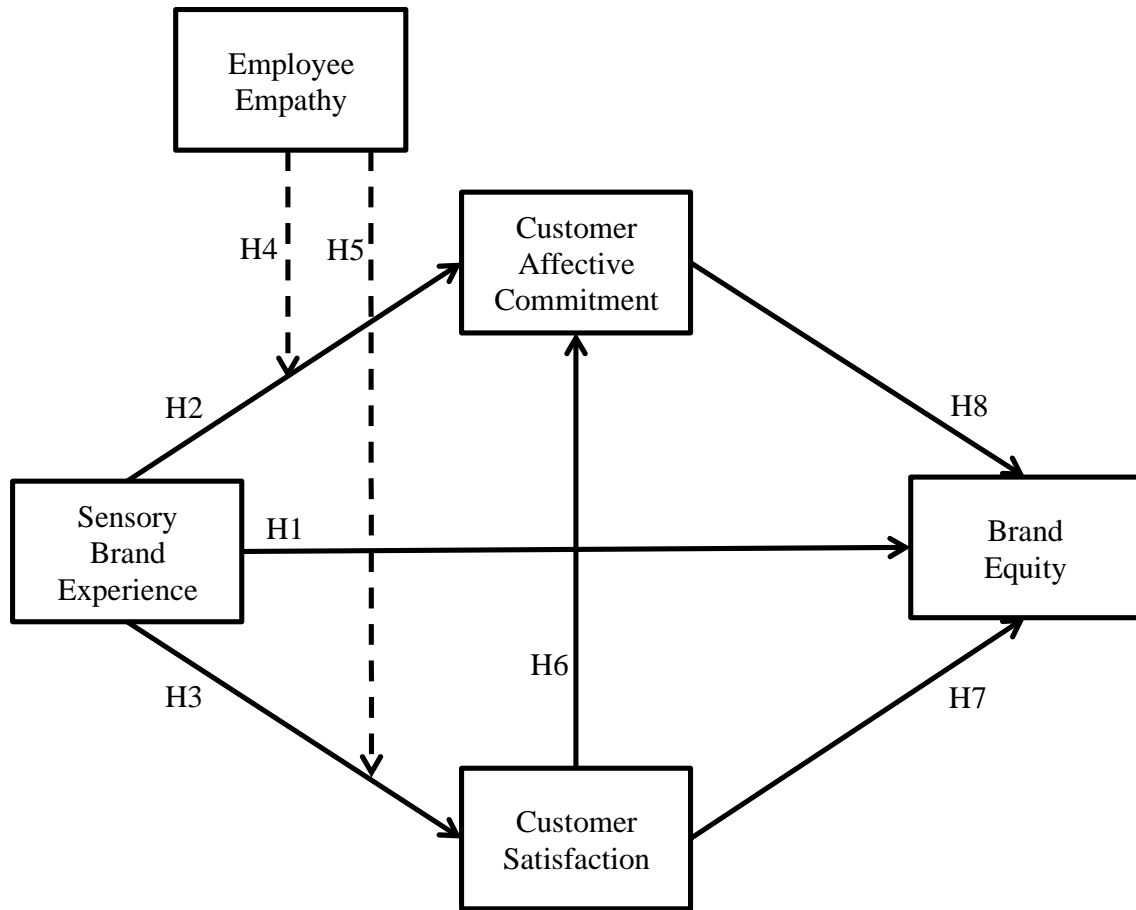 Employee
Empathy
H4
H5
Customer
Affective
Commitment
H2
H8
Sensory
Brand
Experience
H1
Brand
Equity
H3
H6
H7
Customer
Satisfaction